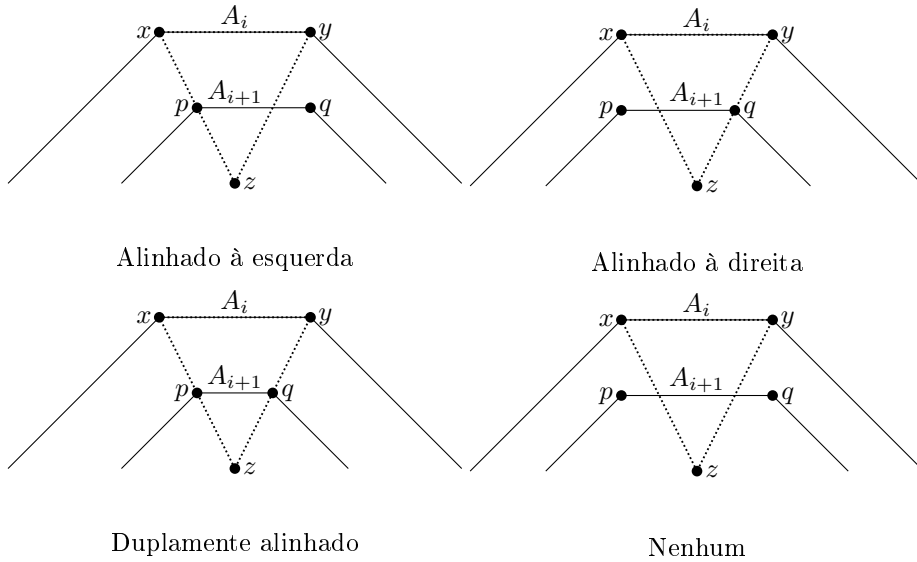 x A_i y
p A_{i+1} q
z
Alinhado à esquerda
x A_i y
p A_{i+1} q
z
Alinhado à direita
x A_i y
p A_{i+1} q
z
Duplamente alinhado
x A_i y
p A_{i+1} q
z
Nenhum